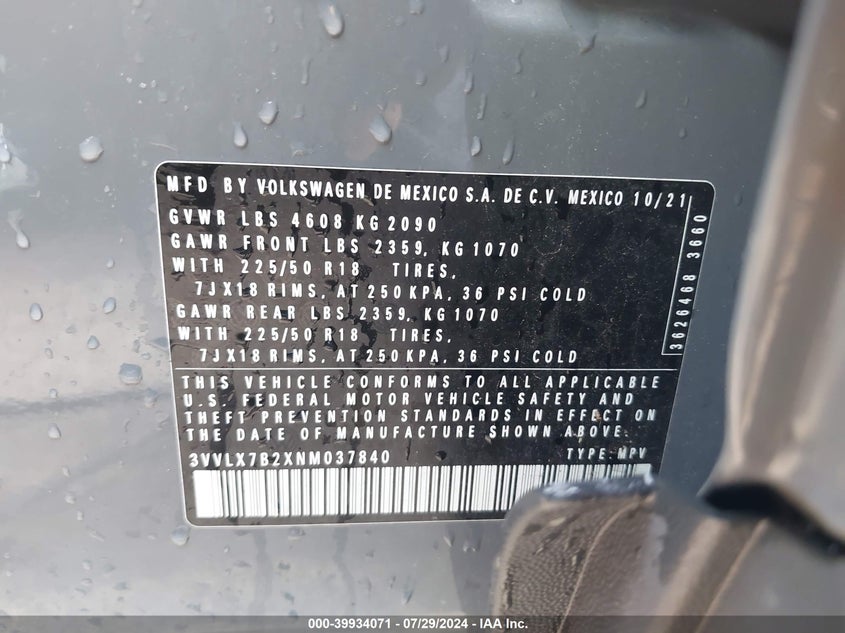 MFD BY VOLKSWAGEN DE MEXICO S.A. DE C.V. MEXICO 10/21
GVWR LBS 4608 KG 2090
GAWR FRONT LBS 2359, KG 1070
WITH 225/50 R18 TIRES,
7JX18 RIMS, AT 250 KPA, 36 PSI COLD
GAWR REAR LBS 2359, KG 1070
WITH 225/50 R18 TIRES,
7JX18 RIMS, AT 250 KPA, 36 PSI COLD
3626468 3660
THIS VEHICLE CONFORMS TO ALL APPLICABLE
U.S. FEDERAL MOTOR VEHICLE SAFETY AND
THEFT PREVENTION STANDARDS IN EFFECT ON
THE DATE OF MANUFACTURE SHOWN ABOVE.
3VVLX7B2XNM037840 TYPE: MPV
000-39934071 / 07/29/2024 - IAA Inc.